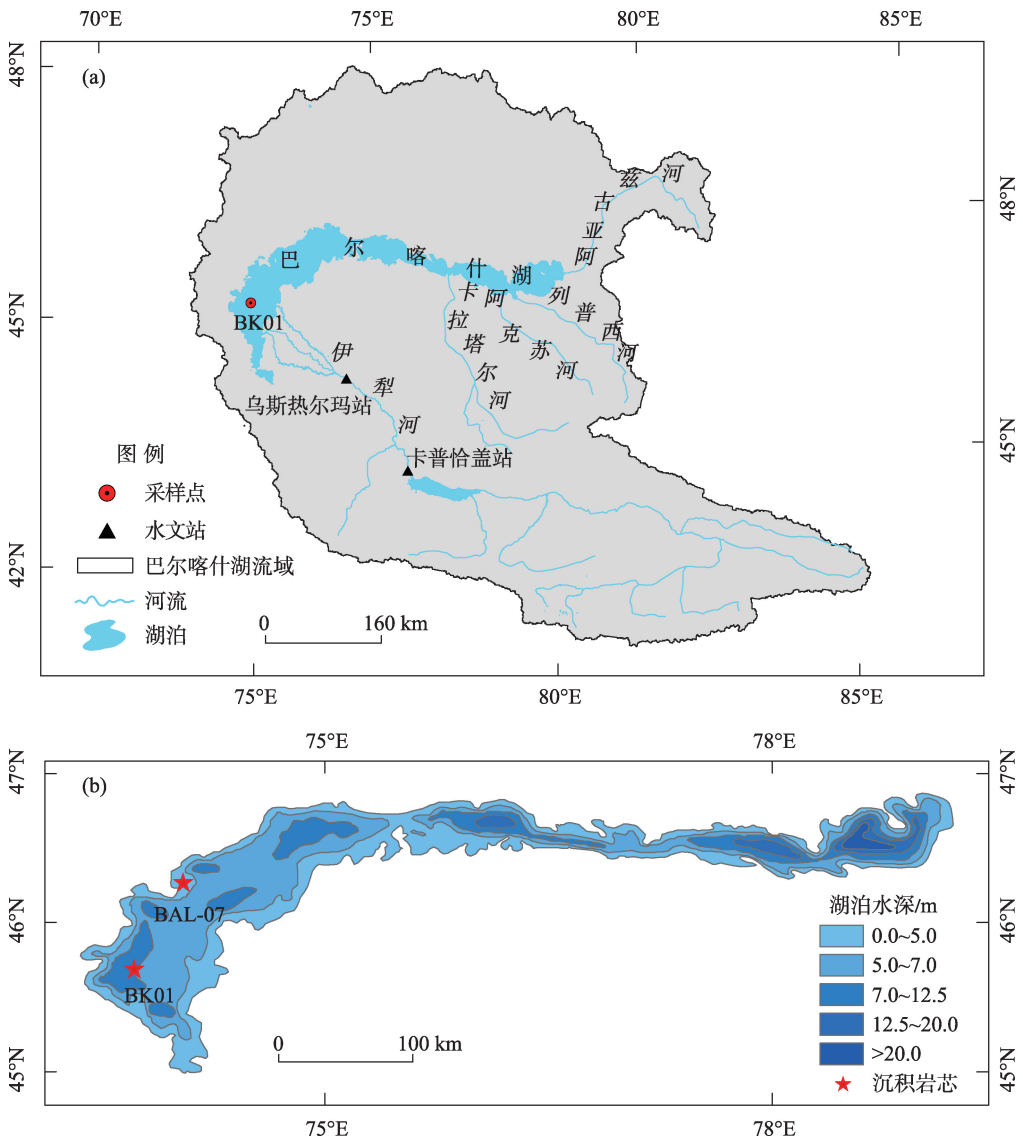 70°E 75°E 80°E 85°E
48°N
(a)
48°N
阿亚古兹河
巴尔喀什湖
45°N
BK01
卡拉塔尔河
阿克苏河
列普西河
伊犁河
乌斯热尔玛站
45°N
卡普恰盖站
图 例
采样点
水文站
巴尔喀什湖流域
河流
湖泊
42°N
42°N
0 160 km
75°E 80°E 85°E
75°E 78°E
47°N
(b)
47°N
BAL-07
46°N
46°N
BK01
湖泊水深/m
0.0~5.0
5.0~7.0
7.0~12.5
12.5~20.0
>20.0
沉积岩芯
0 100 km
45°N
45°N
75°E 78°E